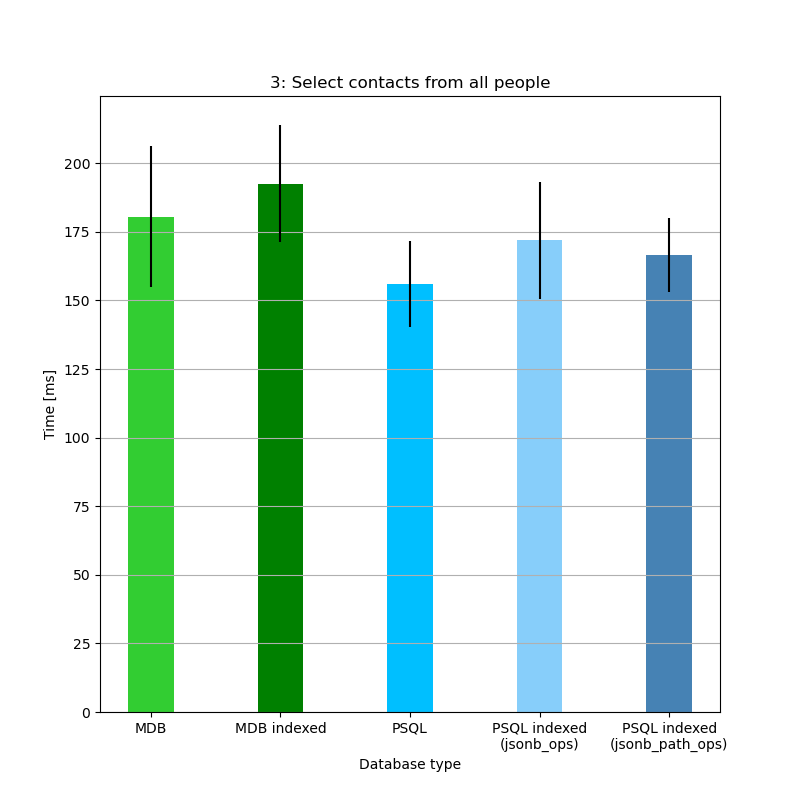 3: Select contacts from all people
Time [ms]
200
175
150
125
100
75
50
25
0
MDB
MDB indexed
PSQL
PSQL indexed
(jsonb_ops)
PSQL indexed
(jsonb_path_ops)
Database type